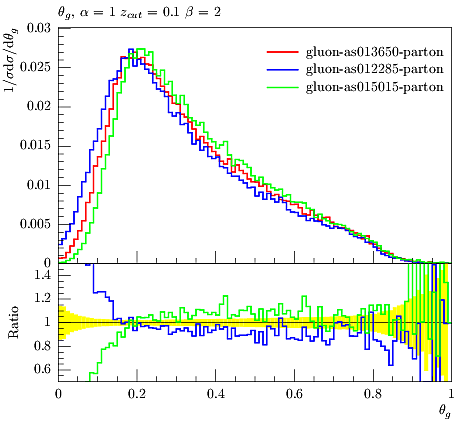 θg, α = 1 zcut = 0.1 β = 2
1/σdσ/dθg
0.03
0.025
0.02
0.015
0.01
0.005
0
gluon-as013650-parton
gluon-as012285-parton
gluon-as015015-parton
Ratio
1.4
1.2
1
0.8
0.6
0 0.2 0.4 0.6 0.8 1
θg